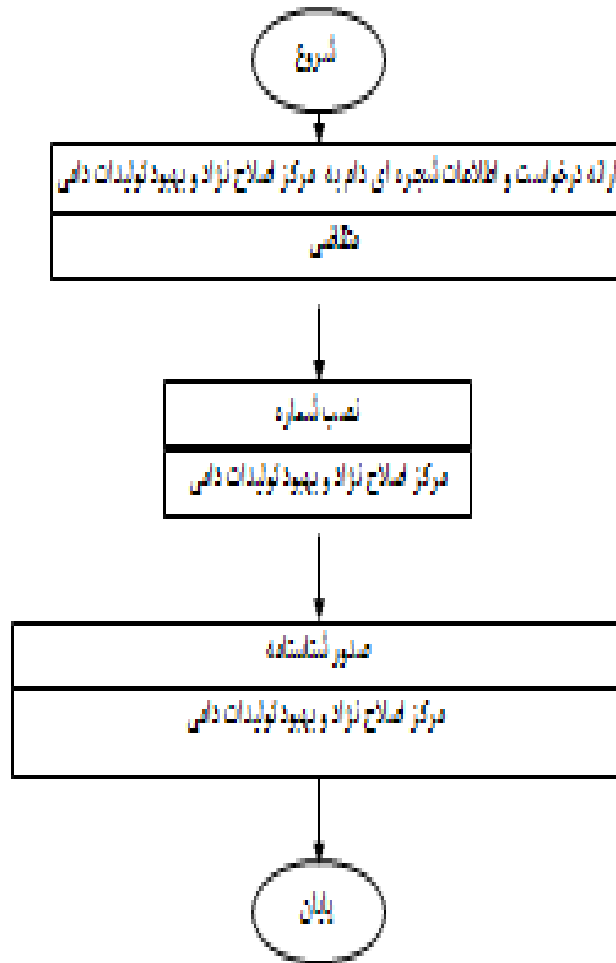 شروع
ارائه درخواست و اطلاعات شجره ای دام به مرکز اصلاح نژاد و بهبود تولیدات دامی
متقاضی
نصب شماره
مرکز اصلاح نژاد و بهبود تولیدات دامی
صدور شناسنامه
مرکز اصلاح نژاد و بهبود تولیدات دامی
پایان